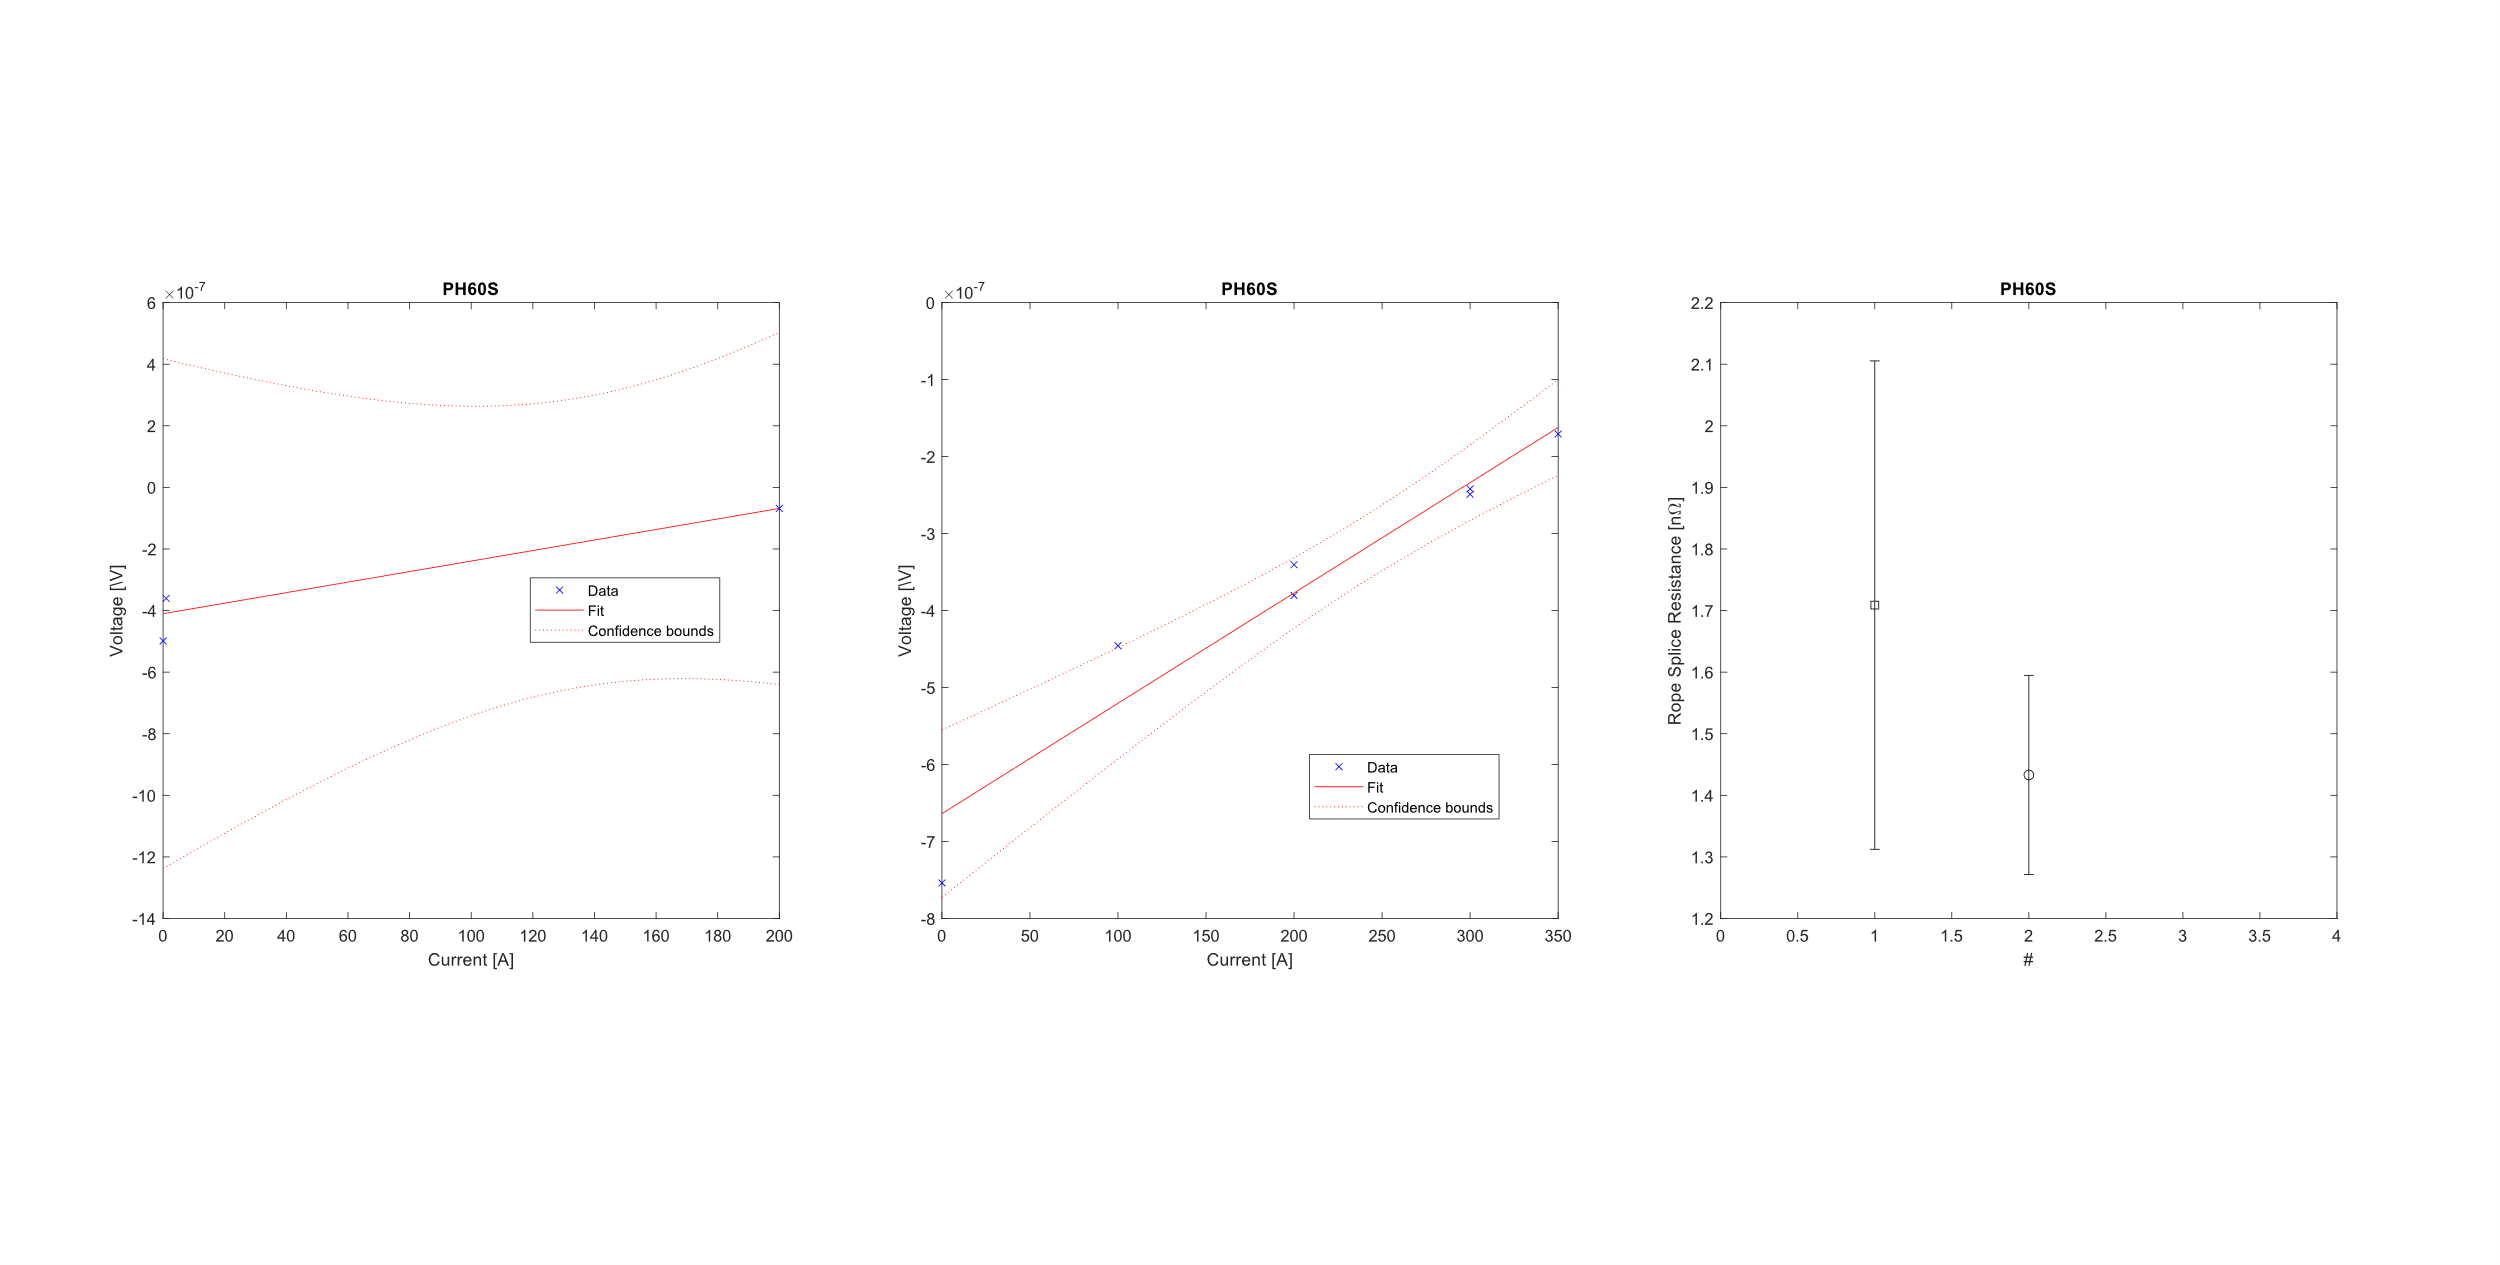 PH60S
×10-7
6
4
2
0
-2
-4
-6
-8
-10
-12
-14
Voltage [\V]
0 20 40 60 80 100 120 140 160 180 200
Current [A]
Data
Fit
Confidence bounds
PH60S
×10-7
0
-1
-2
-3
-4
-5
-6
-7
-8
Voltage [\V]
0 50 100 150 200 250 300 350
Current [A]
Data
Fit
Confidence bounds
PH60S
2.2
2.1
2
1.9
1.8
1.7
1.6
1.5
1.4
1.3
1.2
Rope Splice Resistance [nΩ]
0 0.5 1 1.5 2 2.5 3 3.5 4
#